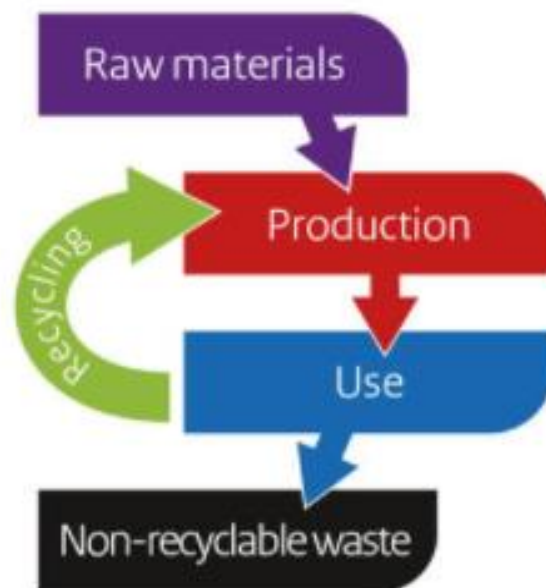 Raw materials
Production
Recycling
Use
Non-recyclable waste